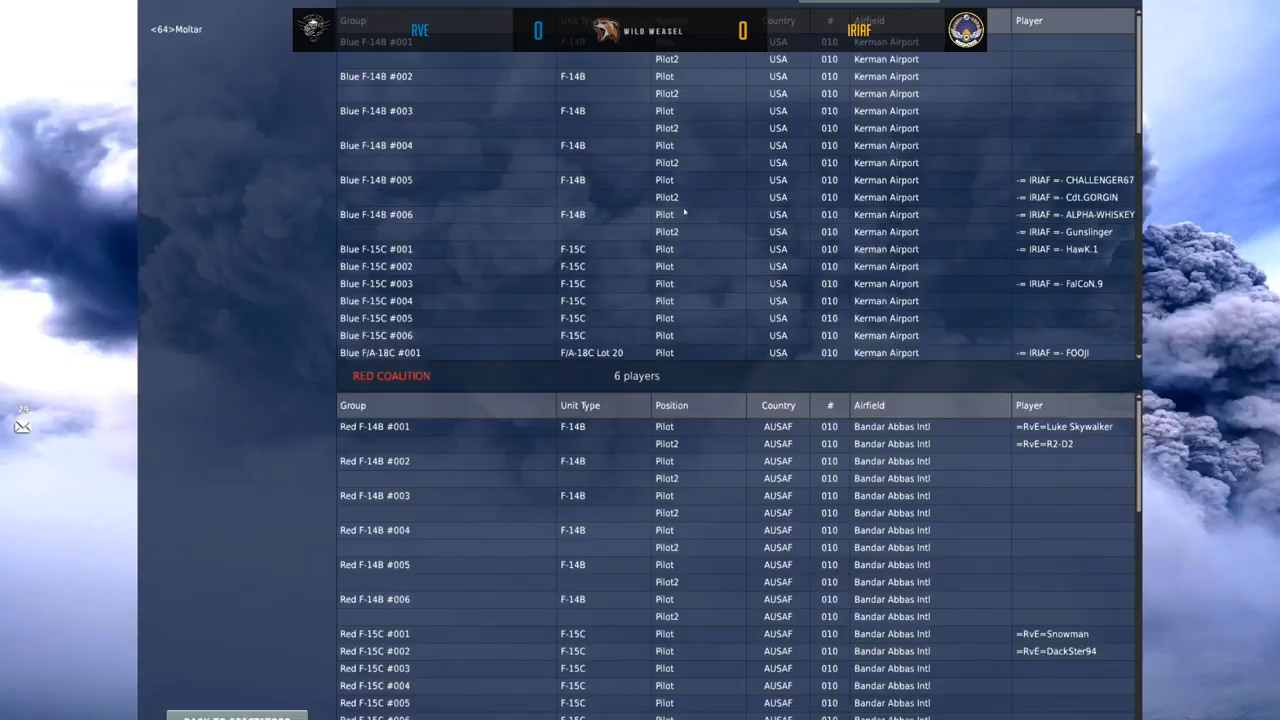 <64>Moltar
RVE 0 WILD WEASEL 0 IRIAF
Group Unit Type # Airfield Player
Blue F-14B #001 F-14B Pilot USA 010 Kerman Airport
Pilot2 USA 010 Kerman Airport
Blue F-14B #002 F-14B Pilot USA 010 Kerman Airport
Pilot2 USA 010 Kerman Airport
Blue F-14B #003 F-14B Pilot USA 010 Kerman Airport
Pilot2 USA 010 Kerman Airport
Blue F-14B #004 F-14B Pilot USA 010 Kerman Airport
Pilot2 USA 010 Kerman Airport
Blue F-14B #005 F-14B Pilot USA 010 Kerman Airport -= IRIAF =- CHALLENGER67
Pilot2 USA 010 Kerman Airport -= IRIAF =- Cdt.GORGIN
Blue F-14B #006 F-14B Pilot USA 010 Kerman Airport -= IRIAF =- ALPHA-WHISKEY
Pilot2 USA 010 Kerman Airport -= IRIAF =- Gunslinger
Blue F-15C #001 F-15C Pilot USA 010 Kerman Airport -= IRIAF =- HawK.1
Blue F-15C #002 F-15C Pilot USA 010 Kerman Airport
Blue F-15C #003 F-15C Pilot USA 010 Kerman Airport -= IRIAF =- FalCoN.9
Blue F-15C #004 F-15C Pilot USA 010 Kerman Airport
Blue F-15C #005 F-15C Pilot USA 010 Kerman Airport
Blue F-15C #006 F-15C Pilot USA 010 Kerman Airport
Blue F/A-18C #001 F/A-18C Lot 20 Pilot USA 010 Kerman Airport -= IRIAF =- FOOJI
RED COALITION 6 players
Group Unit Type Position Country # Airfield Player
Red F-14B #001 F-14B Pilot AUSAF 010 Bandar Abbas Intl =RvE=Luke Skywalker
24 Pilot2 AUSAF 010 Bandar Abbas Intl =RvE=R2-D2
Red F-14B #002 F-14B Pilot AUSAF 010 Bandar Abbas Intl
Pilot2 AUSAF 010 Bandar Abbas Intl
Red F-14B #003 F-14B Pilot AUSAF 010 Bandar Abbas Intl
Pilot2 AUSAF 010 Bandar Abbas Intl
Red F-14B #004 F-14B Pilot AUSAF 010 Bandar Abbas Intl
Pilot2 AUSAF 010 Bandar Abbas Intl
Red F-14B #005 F-14B Pilot AUSAF 010 Bandar Abbas Intl
Pilot2 AUSAF 010 Bandar Abbas Intl
Red F-14B #006 F-14B Pilot AUSAF 010 Bandar Abbas Intl
Pilot2 AUSAF 010 Bandar Abbas Intl
Red F-15C #001 F-15C Pilot AUSAF 010 Bandar Abbas Intl =RvE=Snowman
Red F-15C #002 F-15C Pilot AUSAF 010 Bandar Abbas Intl =RvE=DackSter94
Red F-15C #003 F-15C Pilot AUSAF 010 Bandar Abbas Intl
Red F-15C #004 F-15C Pilot AUSAF 010 Bandar Abbas Intl
Red F-15C #005 F-15C Pilot AUSAF 010 Bandar Abbas Intl